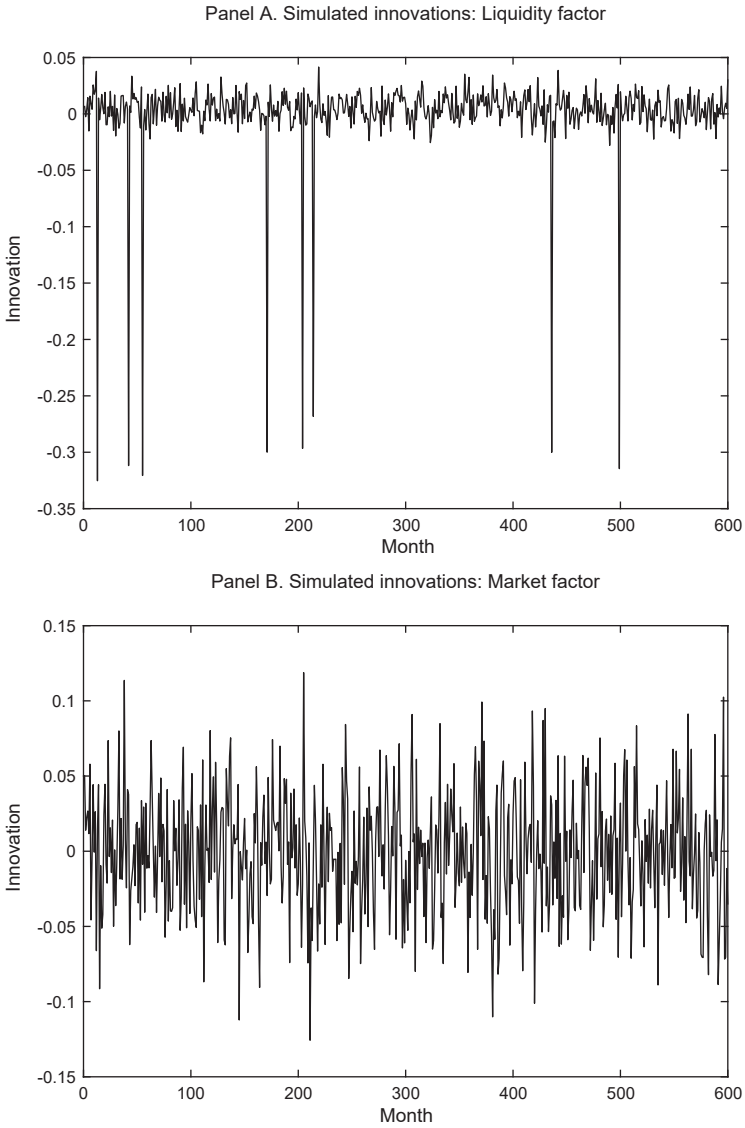 Panel A. Simulated innovations: Liquidity factor
0.05
0
-0.05
-0.1
-0.15
-0.2
-0.25
-0.3
-0.35
Innovation
0 100 200 300 400 500 600
Month
Panel B. Simulated innovations: Market factor
0.15
0.1
0.05
0
-0.05
-0.1
-0.15
Innovation
0 100 200 300 400 500 600
Month